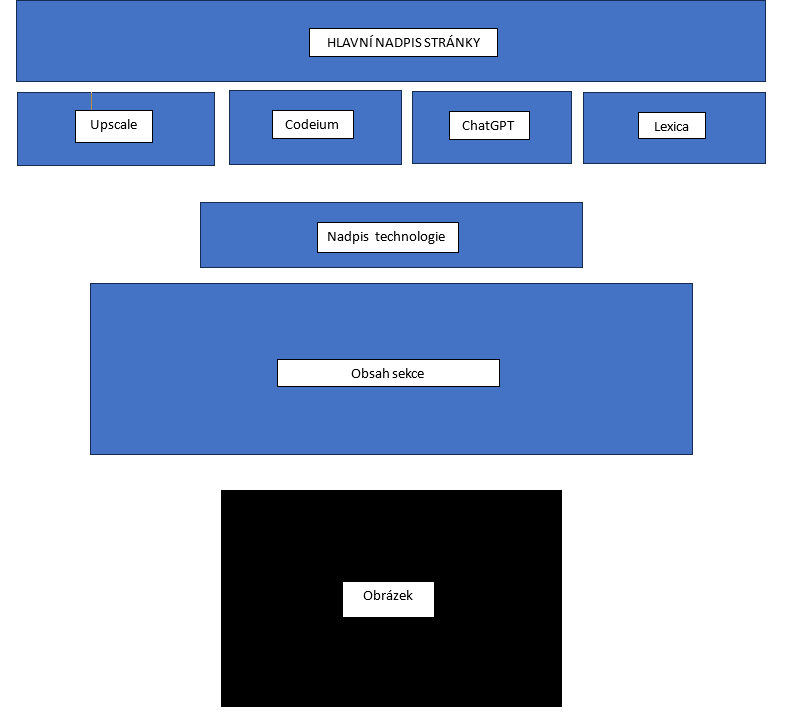 HLAVNÍ NADPIS STRÁNKY
Upscale
Codeium
ChatGPT
Lexica
Nadpis technologie
Obsah sekce
Obrázek